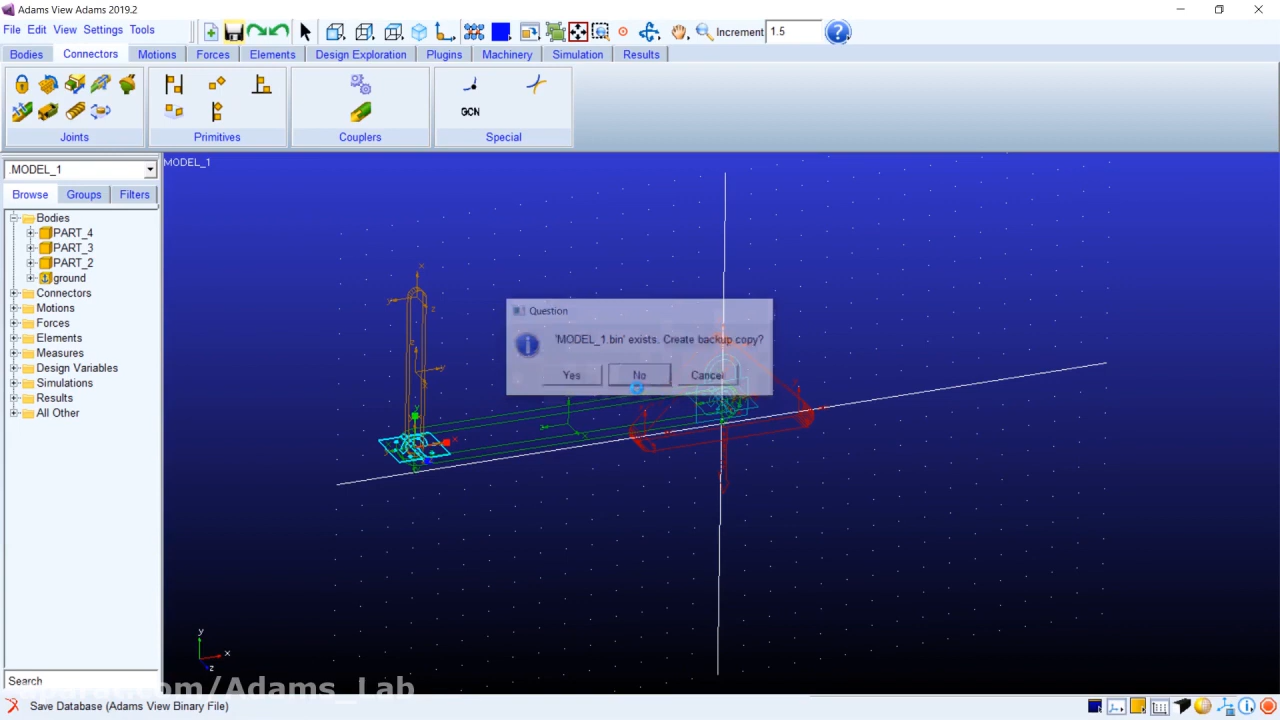 Adams View Adams 2019.2
File Edit View Settings Tools
Increment 1.5
Bodies Connectors Motions Forces Elements Design Exploration Plugins Machinery Simulation Results
GCN
Joints Primitives Couplers Special
.MODEL_1
MODEL_1
Browse Groups Filters
Bodies
PART_4
PART_3
PART_2
ground
Connectors
Motions
Forces
Elements
Measures
Design Variables
Simulations
Results
All Other
Question
'MODEL_1.bin' exists. Create backup copy?
Yes No Cancel
Search
aparat.com/Adams_Lab
Save Database (Adams View Binary File)